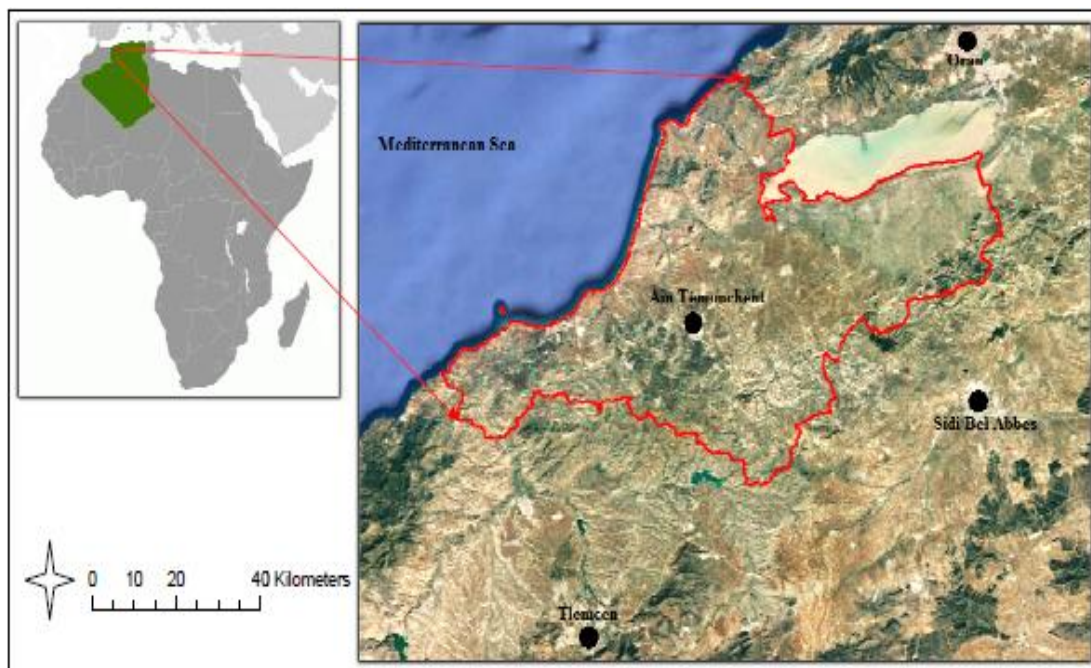 Oran
Mediterranean Sea
Ain Temouchent
Sidi Bel Abbes
0 10 20 40 Kilometers
Tlemcen